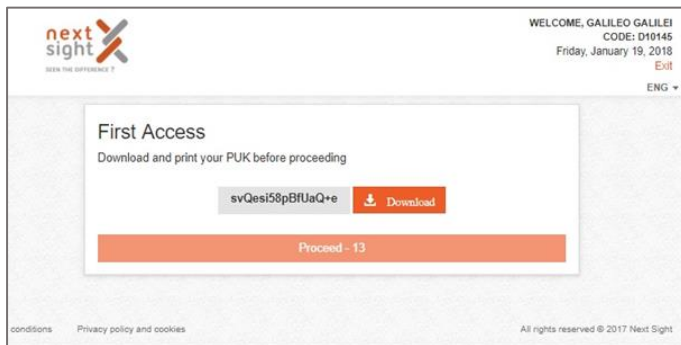 next
sight
SEEN THE DIFFERENCE ?
WELCOME, GALILEO GALILEI
CODE: D10145
Friday, January 19, 2018
Exit
ENG
First Access
Download and print your PUK before proceeding
svQesi58pBfUaQ+e
Download
Proceed - 13
conditions
Privacy policy and cookies
All rights reserved © 2017 Next Sight